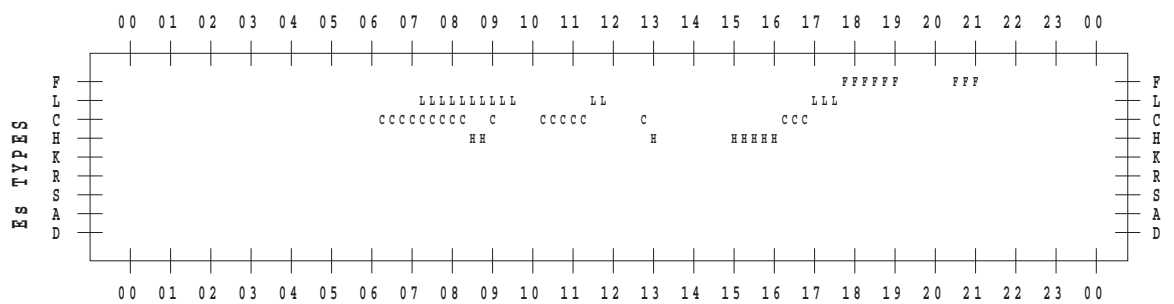 00 01 02 03 04 05 06 07 08 09 10 11 12 13 14 15 16 17 18 19 20 21 22 23 00
F FFFFFF FFF F
L LLLLLLLLLL LL LLL L
C CCCCCCCCC C CCCCC C CCC C
H HH H HHHHH H
K K
R R
S S
A A
D D
Es TYPES
00 01 02 03 04 05 06 07 08 09 10 11 12 13 14 15 16 17 18 19 20 21 22 23 00